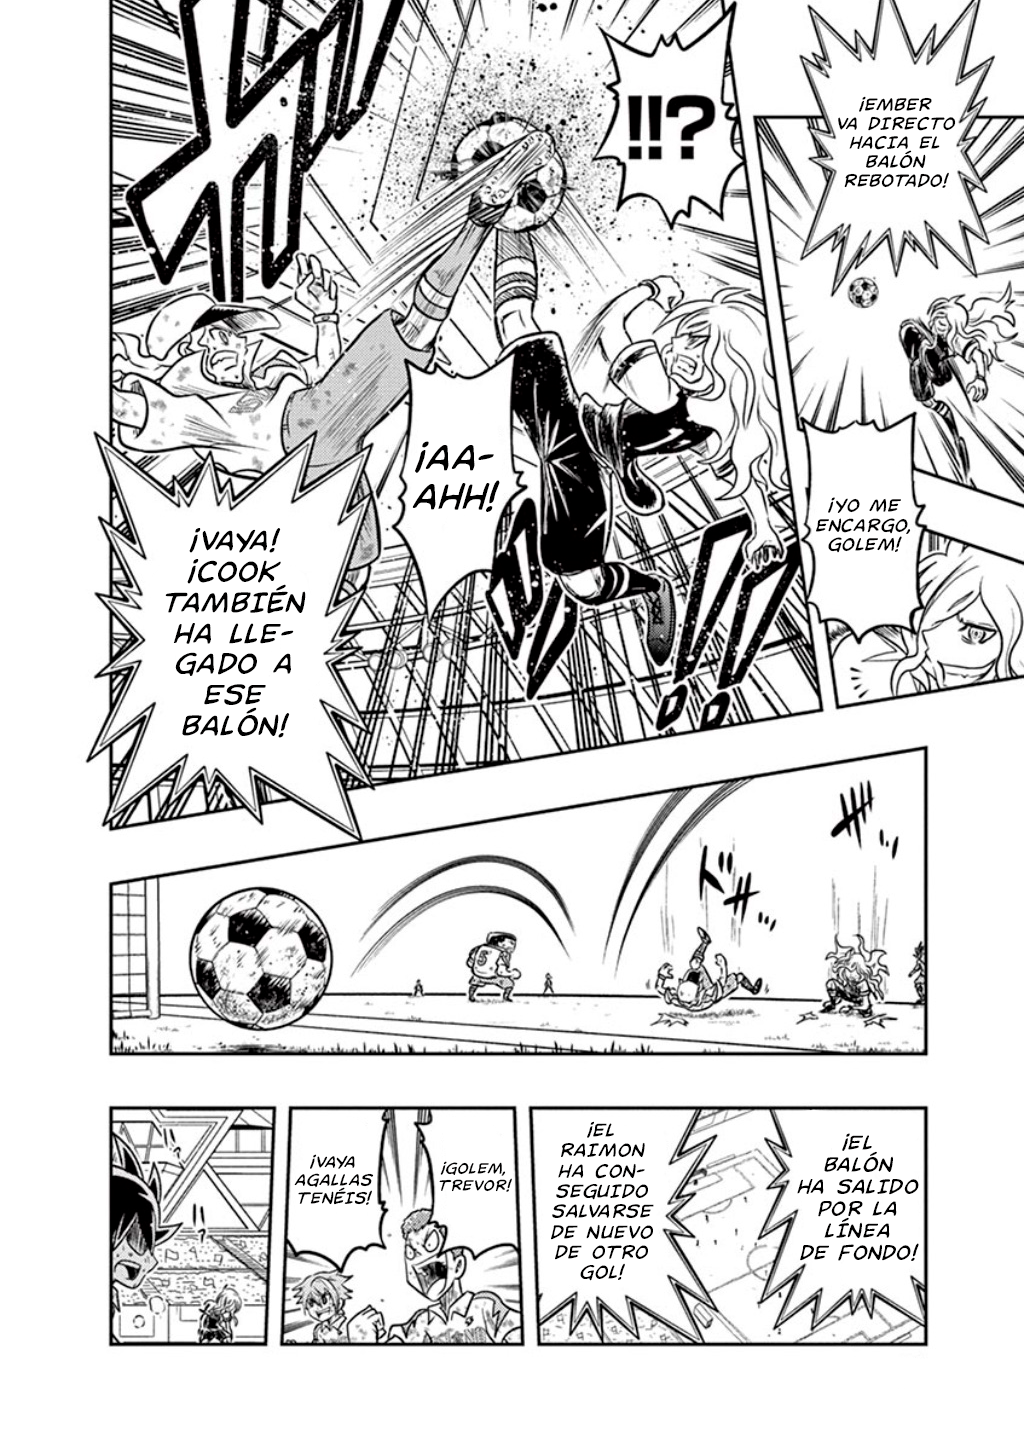 ¡EMBER
VA DIRECTO
HACIA EL
BALÓN
REBOTADO!
¡YO ME
ENCARGO,
GOLEM!
!!?
¡AA-
AHH!
¡VAYA!
¡COOK
TAMBIÉN
HA LLE-
GADO A
ESE
BALÓN!
¡EL
BALÓN
HA SALIDO
POR LA
LÍNEA
DE FONDO!
¡EL
RAIMON
HA CON-
SEGUIDO
SALVARSE
DE NUEVO
DE OTRO
GOL!
¡GOLEM,
TREVOR!
¡VAYA
AGALLAS
TENÉIS!